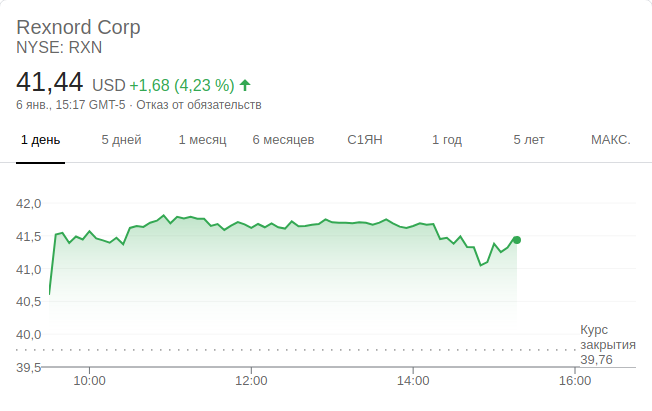 Rexnord Corp
NYSE: RXN
41,44 USD +1,68 (4,23 %)
6 янв., 15:17 GMT-5 · Отказ от обязательств
1 день 5 дней 1 месяц 6 месяцев С1ЯН 1 год 5 лет МАКС.
42,0
41,5
41,0
40,5
40,0
Курс
закрытия
39,76
39,5
10:00 12:00 14:00 16:00